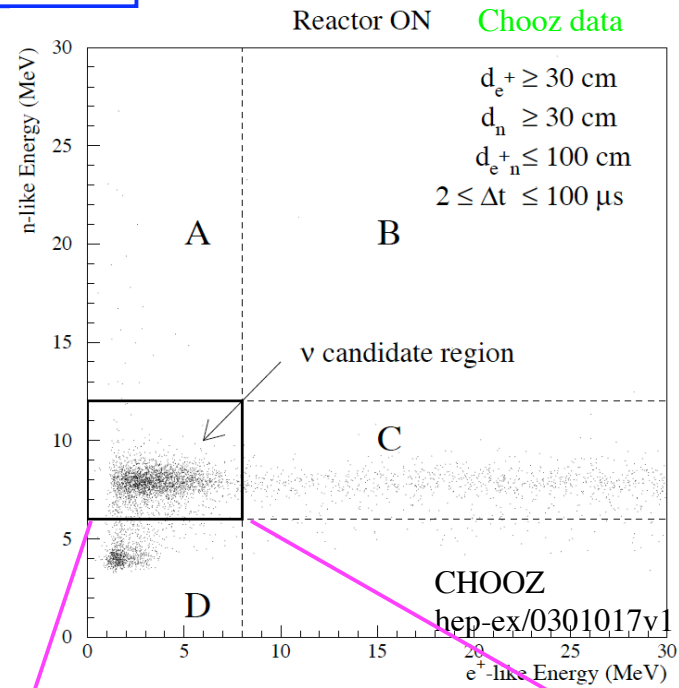 Reactor ON Chooz data
n-like Energy (MeV)
30
25
20
15
10
5
0
d_e+ ≥ 30 cm
d_n ≥ 30 cm
d_e+n ≤ 100 cm
2 ≤ Δt ≤ 100 μs
A
B
ν candidate region
C
D
CHOOZ
hep-ex/0301017v1
0 5 10 15 20 25 30
e+-like Energy (MeV)